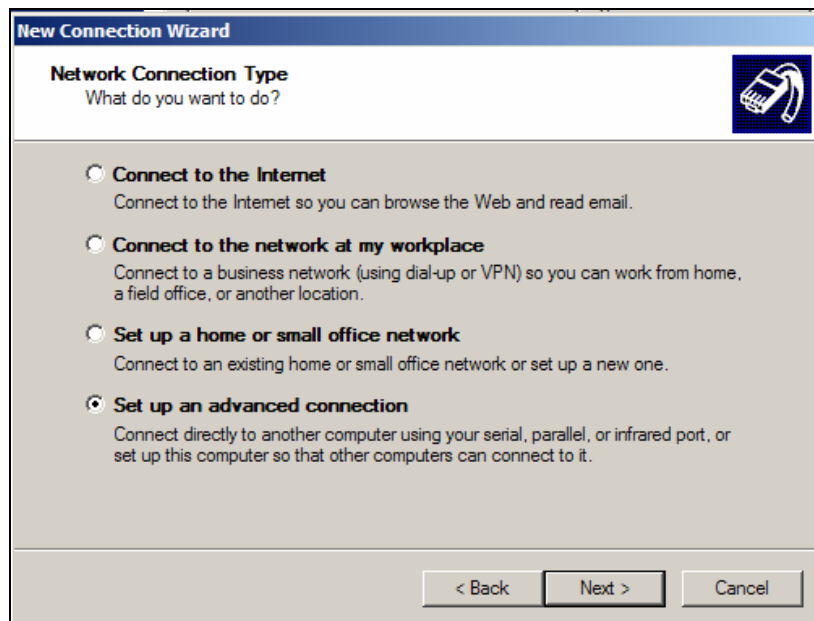 New Connection Wizard
Network Connection Type
What do you want to do?
Connect to the Internet
Connect to the Internet so you can browse the Web and read email.
Connect to the network at my workplace
Connect to a business network (using dial-up or VPN) so you can work from home,
a field office, or another location.
Set up a home or small office network
Connect to an existing home or small office network or set up a new one.
Set up an advanced connection
Connect directly to another computer using your serial, parallel, or infrared port, or
set up this computer so that other computers can connect to it.
< Back Next > Cancel